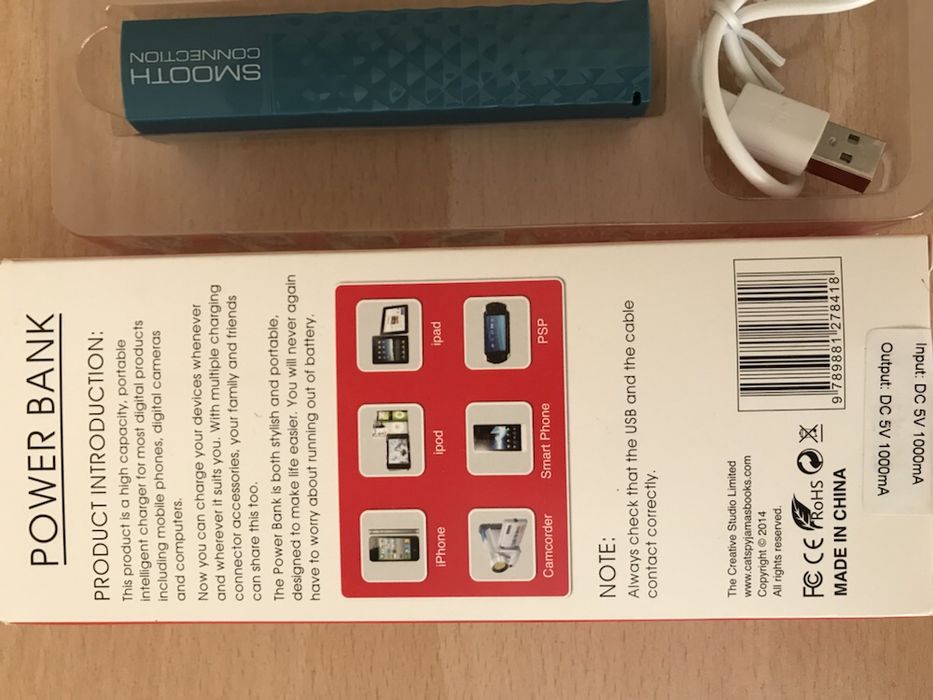 SMOOTH
CONNECTION
POWER BANK
PRODUCT INTRODUCTION:
This product is a high capacity, portable
intelligent charger for most digital products
including mobile phones, digital cameras
and computers.
Now you can charge your devices whenever
and wherever it suits you. With multiple charging
connector accessories, your family and friends
can share this too.
The Power Bank is both stylish and portable,
designed to make life easier. You will never again
have to worry about running out of battery.
iPhone
ipod
ipad
Camcorder
Smart Phone
PSP
NOTE:
Always check that the USB and the cable
contact correctly.
The Creative Studio Limited
www.catspyjamasbooks.com
Copyright © 2014
All rights reserved.
FC CE RoHS
MADE IN CHINA
9 789881 278418
Input: DC 5V 1000mA
Output: DC 5V 1000mA